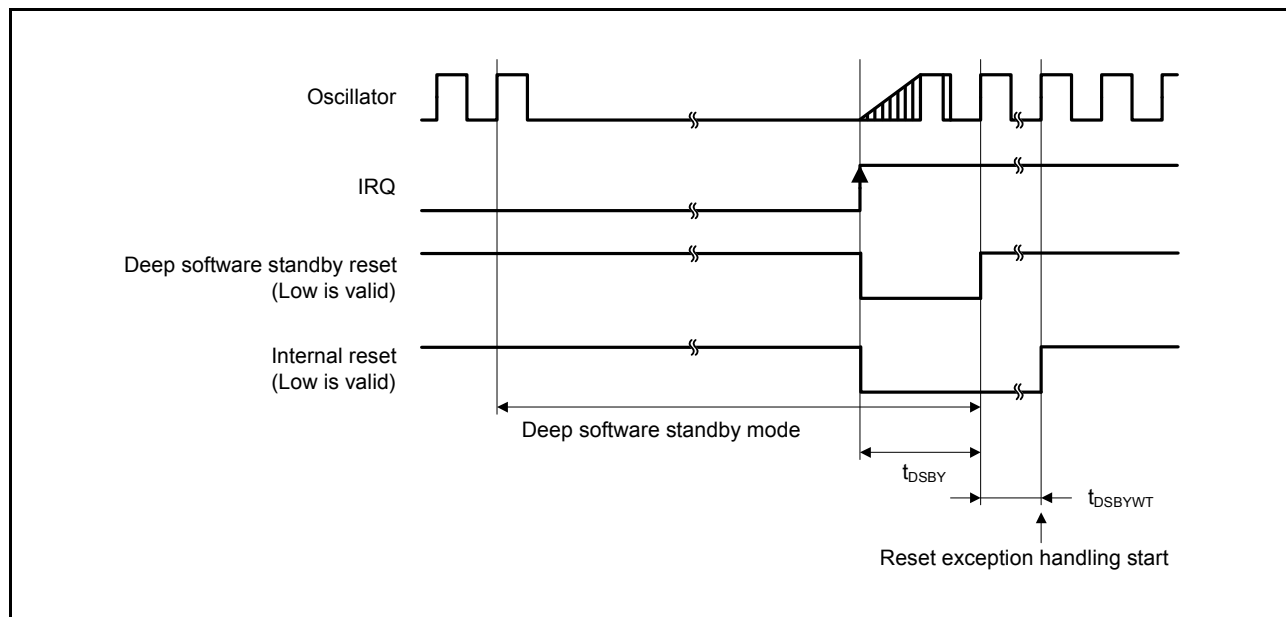 Oscillator
IRQ
Deep software standby reset
(Low is valid)
Internal reset
(Low is valid)
Deep software standby mode
tDSBY
tDSBYWT
Reset exception handling start